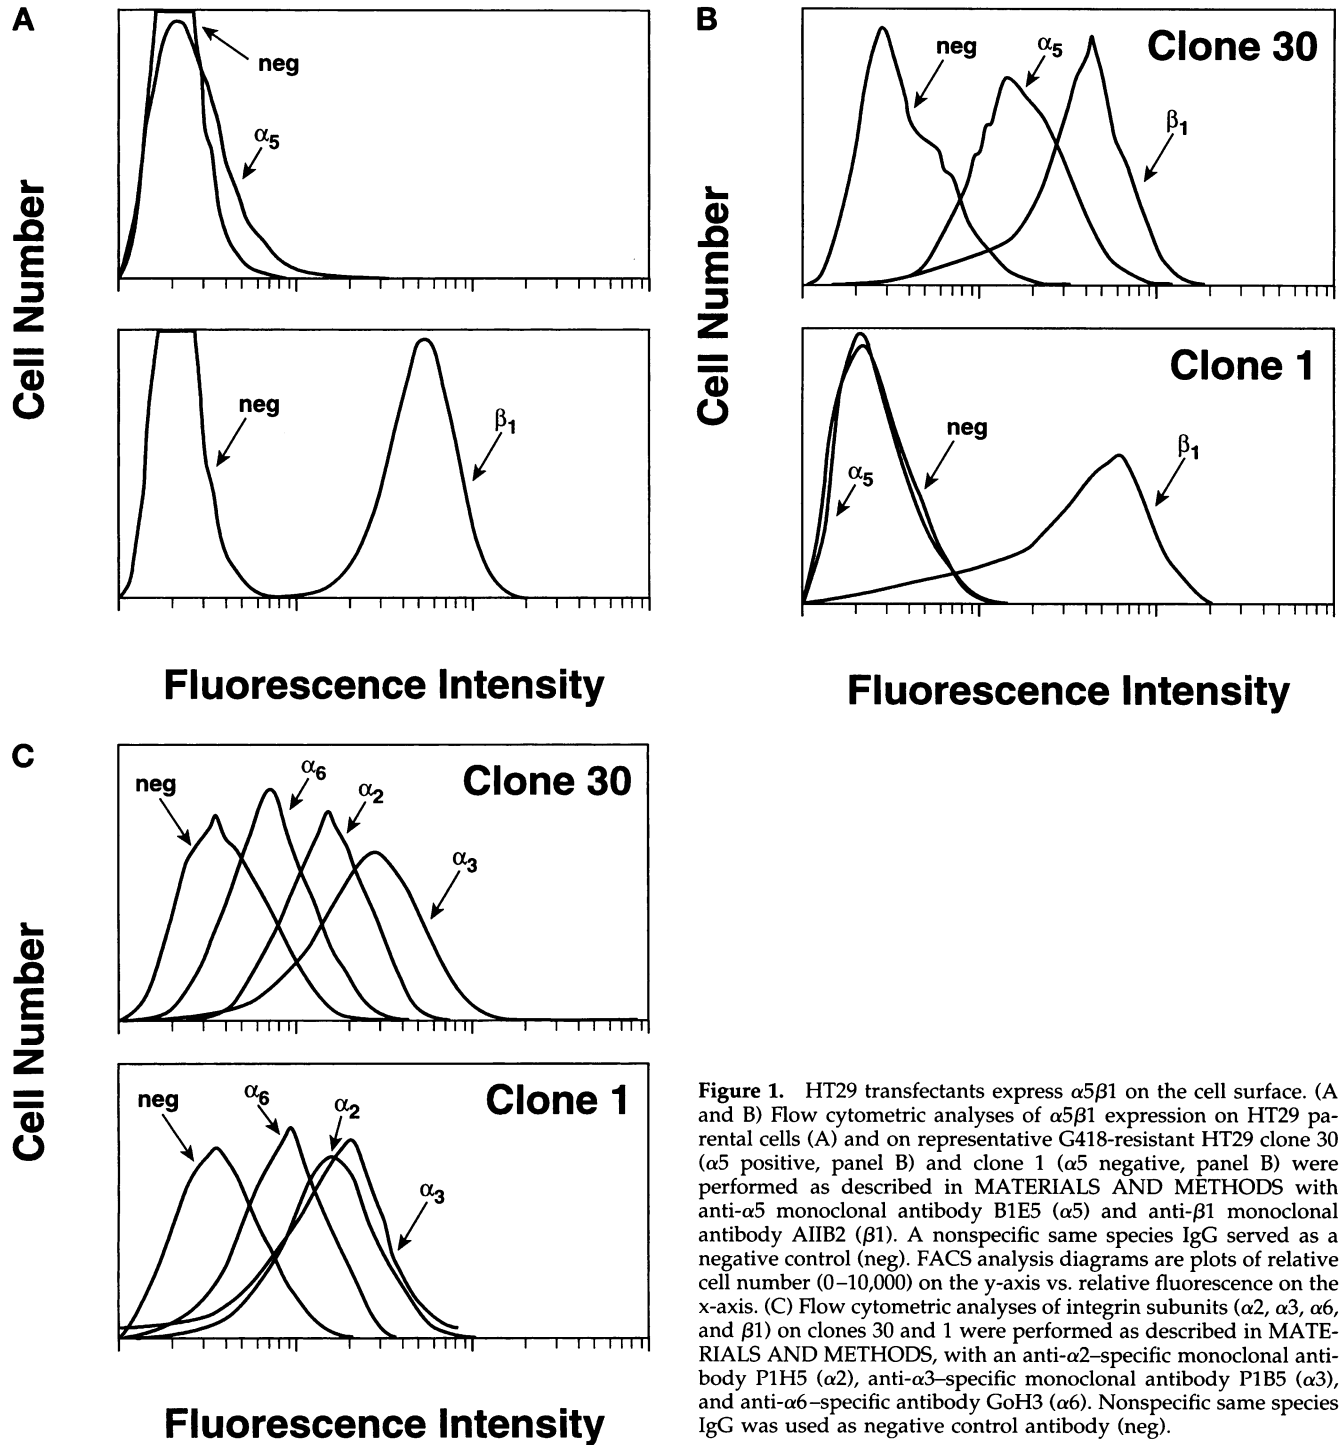 A
neg
α5
Cell Number
neg
β1
Fluorescence Intensity
B
Clone 30
neg
α5
β1
Cell Number
Clone 1
neg
α5
β1
Fluorescence Intensity
C
Clone 30
neg
α6
α2
α3
Cell Number
Clone 1
neg
α6
α2
α3
Fluorescence Intensity
Figure 1. HT29 transfectants express α5β1 on the cell surface. (A
and B) Flow cytometric analyses of α5β1 expression on HT29 pa-
rental cells (A) and on representative G418-resistant HT29 clone 30
(α5 positive, panel B) and clone 1 (α5 negative, panel B) were
performed as described in MATERIALS AND METHODS with
anti-α5 monoclonal antibody B1E5 (α5) and anti-β1 monoclonal
antibody AIIB2 (β1). A nonspecific same species IgG served as a
negative control (neg). FACS analysis diagrams are plots of relative
cell number (0–10,000) on the y-axis vs. relative fluorescence on the
x-axis. (C) Flow cytometric analyses of integrin subunits (α2, α3, α6,
and β1) on clones 30 and 1 were performed as described in MATE-
RIALS AND METHODS, with an anti-α2–specific monoclonal anti-
body P1H5 (α2), anti-α3–specific monoclonal antibody P1B5 (α3),
and anti-α6–specific antibody GoH3 (α6). Nonspecific same species
IgG was used as negative control antibody (neg).